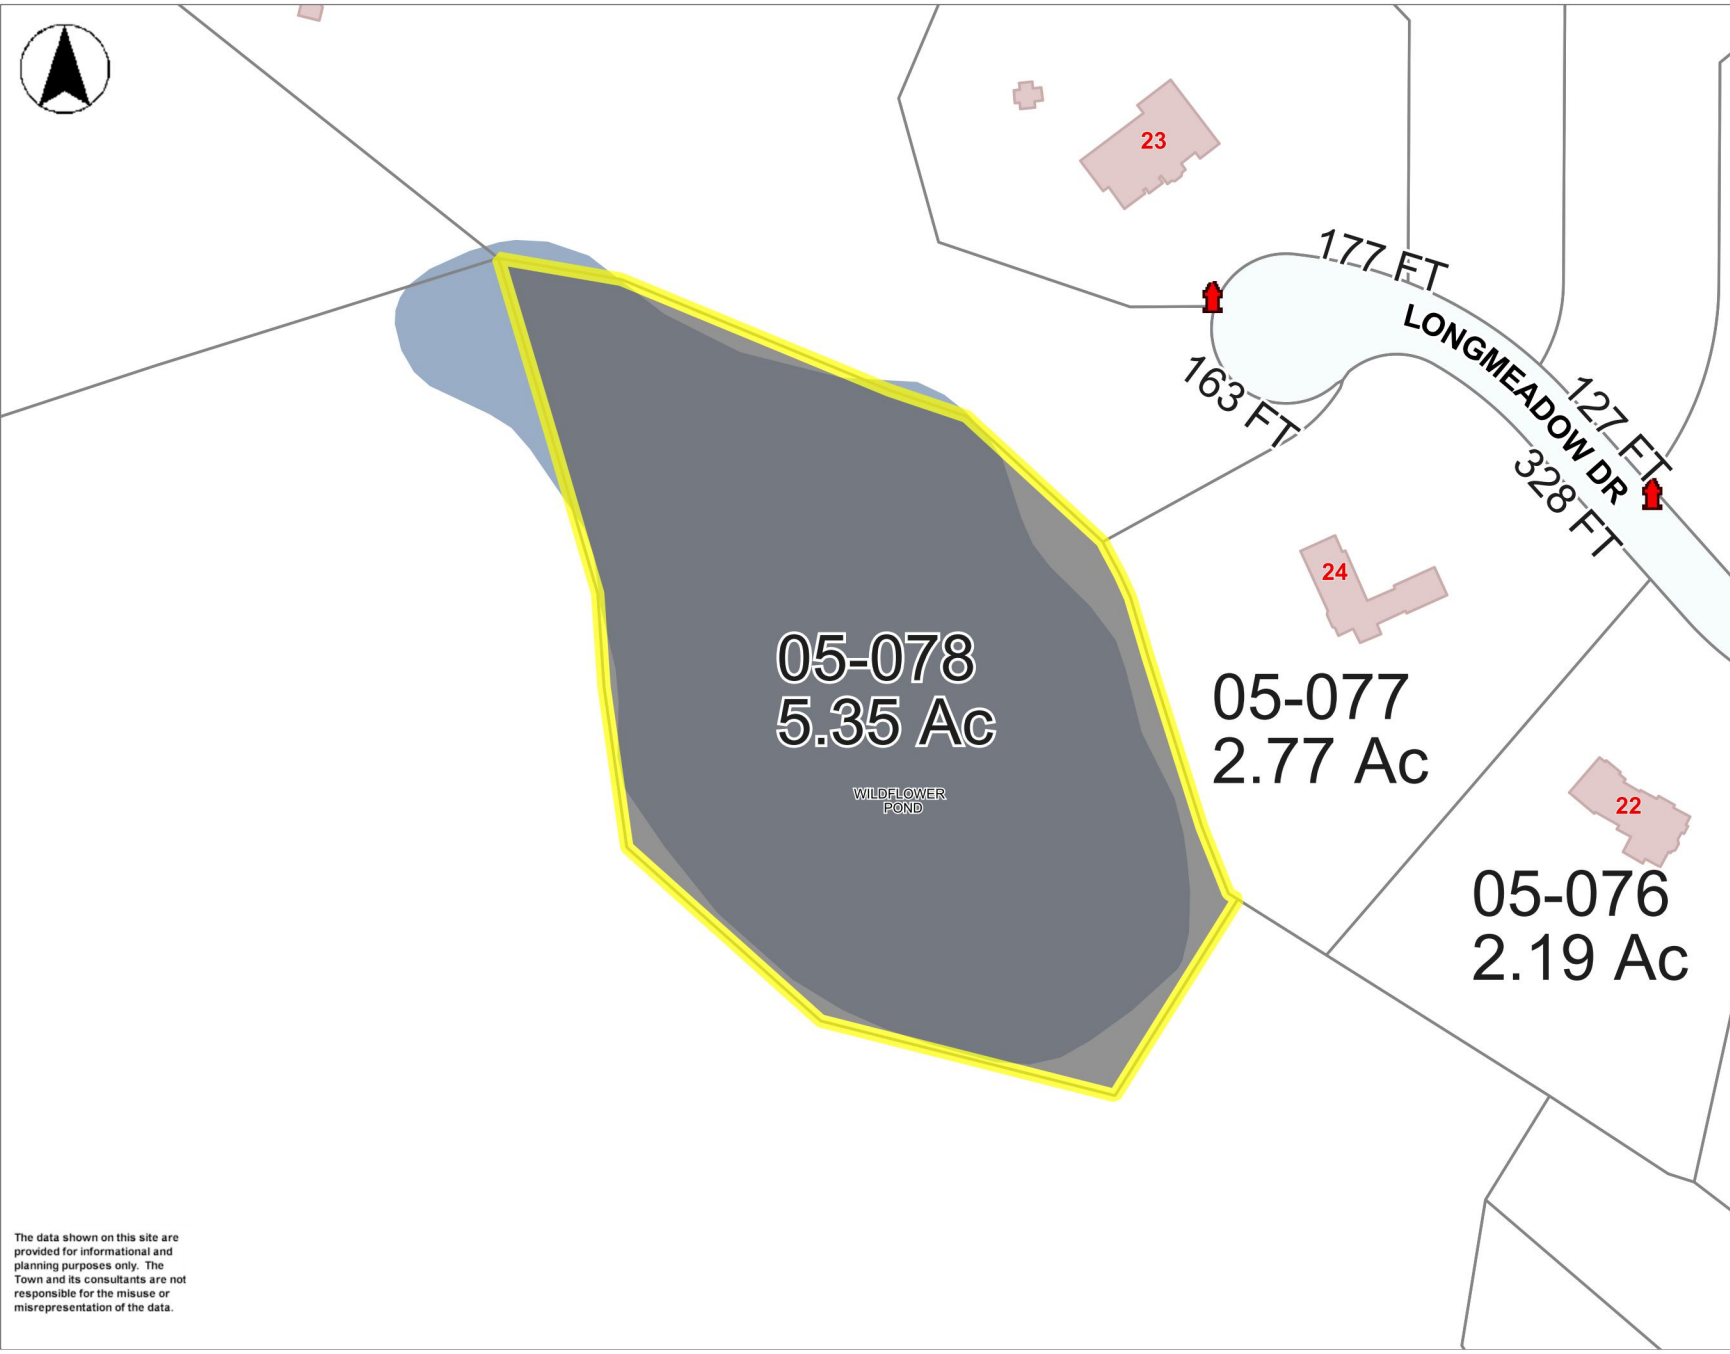 23
177 FT
LONGMEADOW DR
163 FT
127 FT
328 FT
24
05-078
5.35 Ac
WILDFLOWER
POND
05-077
2.77 Ac
22
05-076
2.19 Ac
The data shown on this site are
provided for informational and
planning purposes only. The
Town and its consultants are not
responsible for the misuse or
misrepresentation of the data.